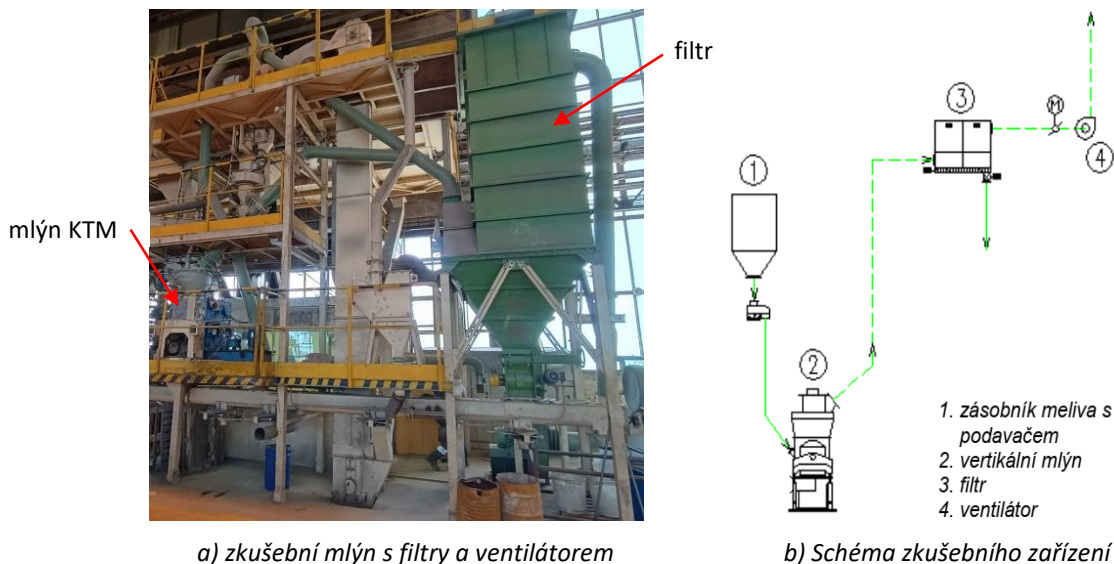 filtr
mlýn KTM
a) zkušební mlýn s filtry a ventilátorem
1
2
3
M
4
1. zásobník meliva s
podavačem
2. vertikální mlýn
3. filtr
4. ventilátor
b) Schéma zkušebního zařízení